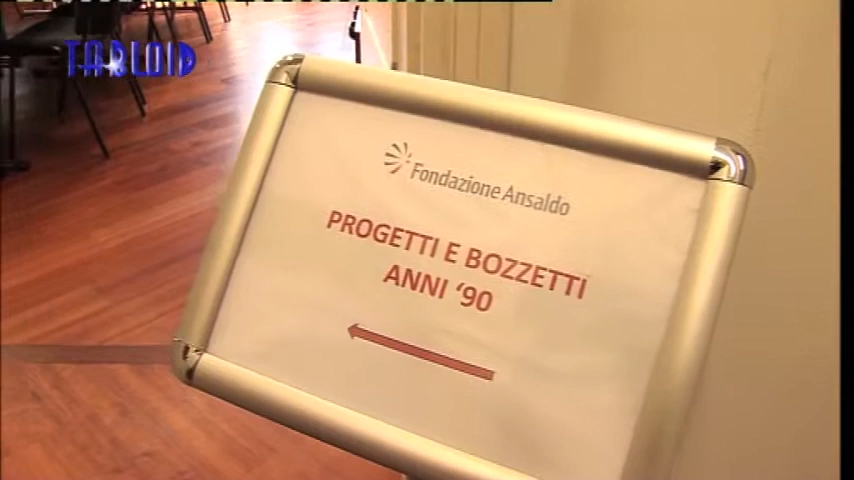 TABLOID
Fondazione Ansaldo
PROGETTI E BOZZETTI
ANNI ‘90